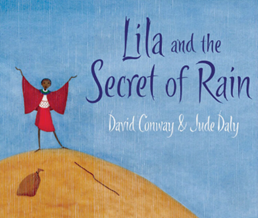 Lila and the
Secret of Rain
David Conway & Jude Daly